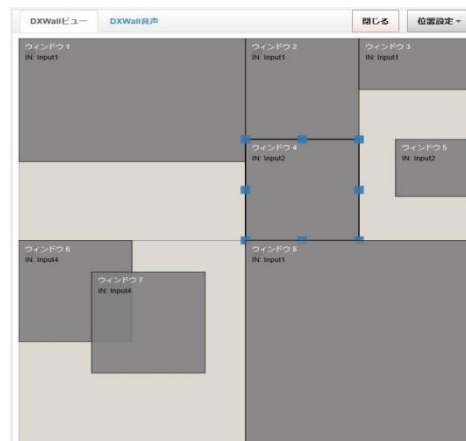 DXWallビュー
DXWall音声
閉じる
位置設定
ウィンドウ 1
IN: Input1
ウィンドウ 2
IN: Input1
ウィンドウ 3
IN: Input1
ウィンドウ 4
IN: Input2
ウィンドウ 5
IN: Input2
ウィンドウ 6
IN: Input4
ウィンドウ 7
IN: Input4
ウィンドウ 8
IN: Input1